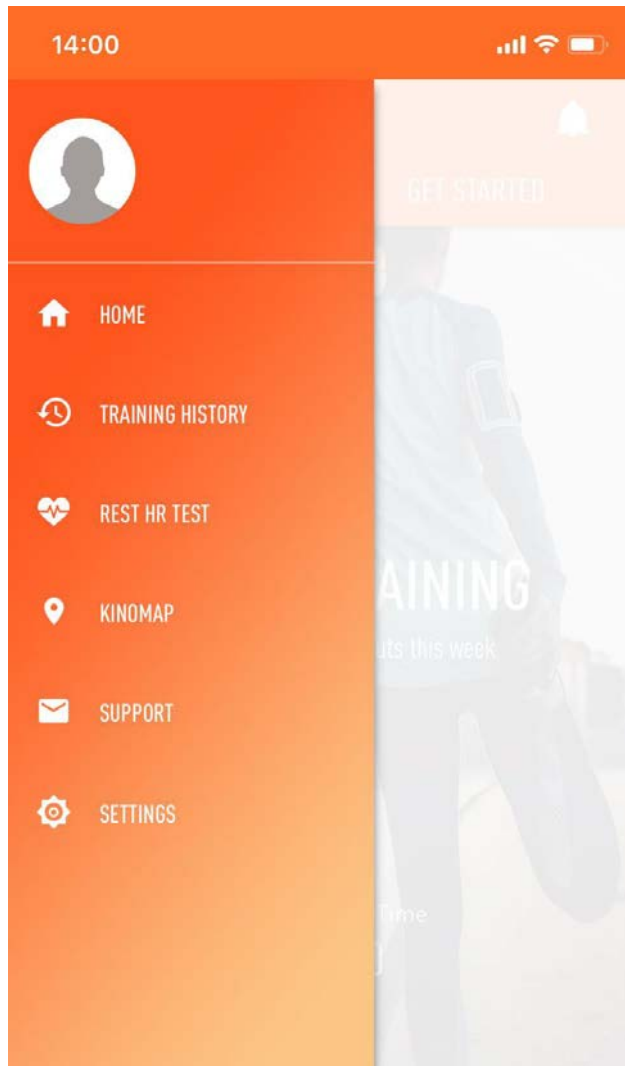 14:00
GET STARTED
HOME
TRAINING HISTORY
REST HR TEST
KINOMAP
AINING
uts this week
SUPPORT
SETTINGS
Time